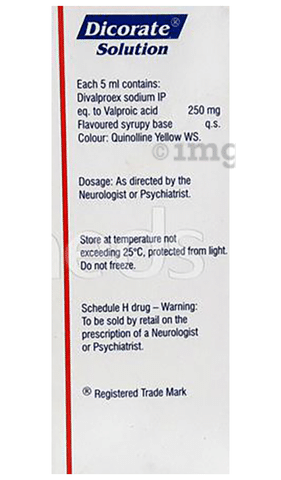 Dicorate®
Solution
Each 5 ml contains:
Divalproex sodium IP
eq. to Valproic acid 250 mg
Flavoured syrupy base q.s.
Colour: Quinolline Yellow WS.
©1mg
Dosage: As directed by the
Neurologist or Psychiatrist.
Store at temperature not
exceeding 25°C, protected from light.
Do not freeze.
Schedule H drug – Warning:
To be sold by retail on the
prescription of a Neurologist
or Psychiatrist.
® Registered Trade Mark